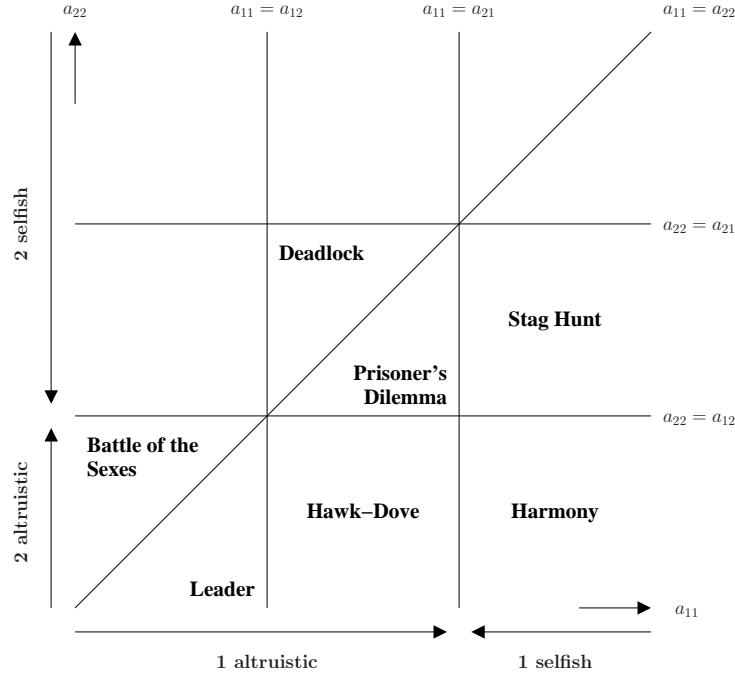 a₂₂
a₁₁ = a₁₂
a₁₁ = a₂₁
a₁₁ = a₂₂
2 selfish
a₂₂ = a₂₁
Deadlock
Stag Hunt
Prisoner's
Dilemma
a₂₂ = a₁₂
Battle of the
Sexes
2 altruistic
Hawk–Dove
Harmony
Leader
a₁₁
1 altruistic
1 selfish